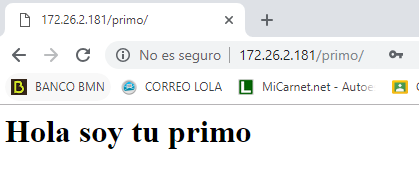 172.26.2.181/primo/
No es seguro | 172.26.2.181/primo/
BANCO BMN CORREO LOLA MiCarnet.net - Autoes
Hola soy tu primo